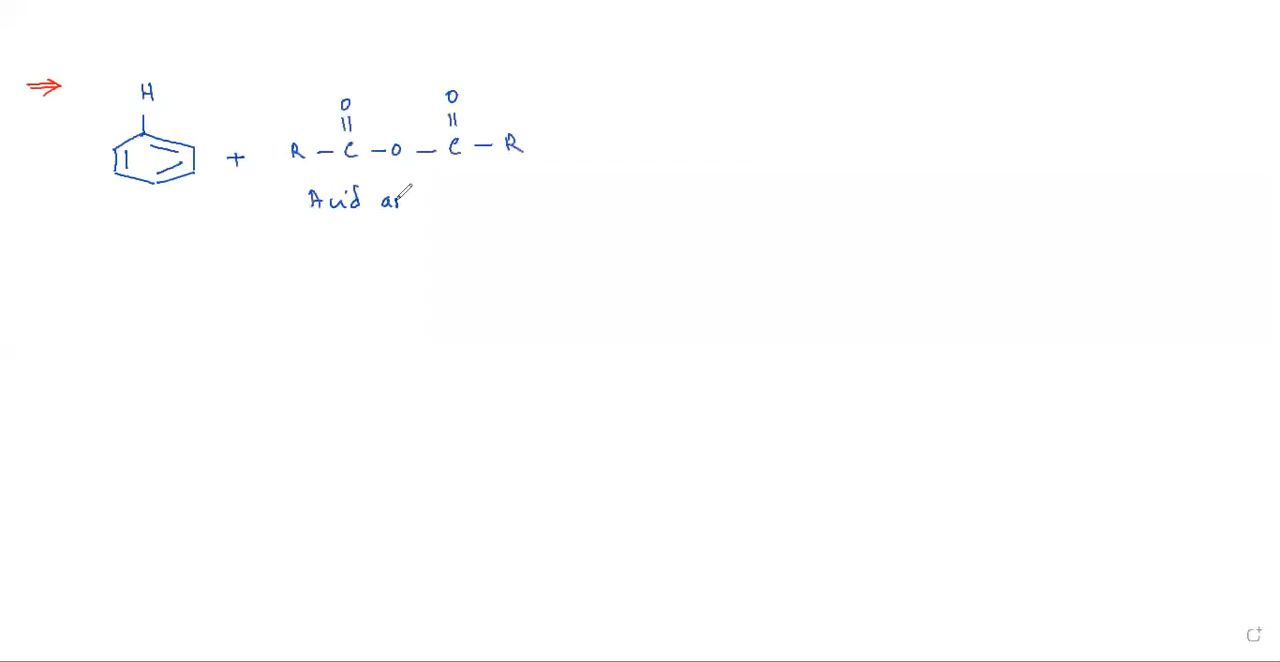 ⇒ H
O O
+ R - C - O - C - R
|| ||
Acid an